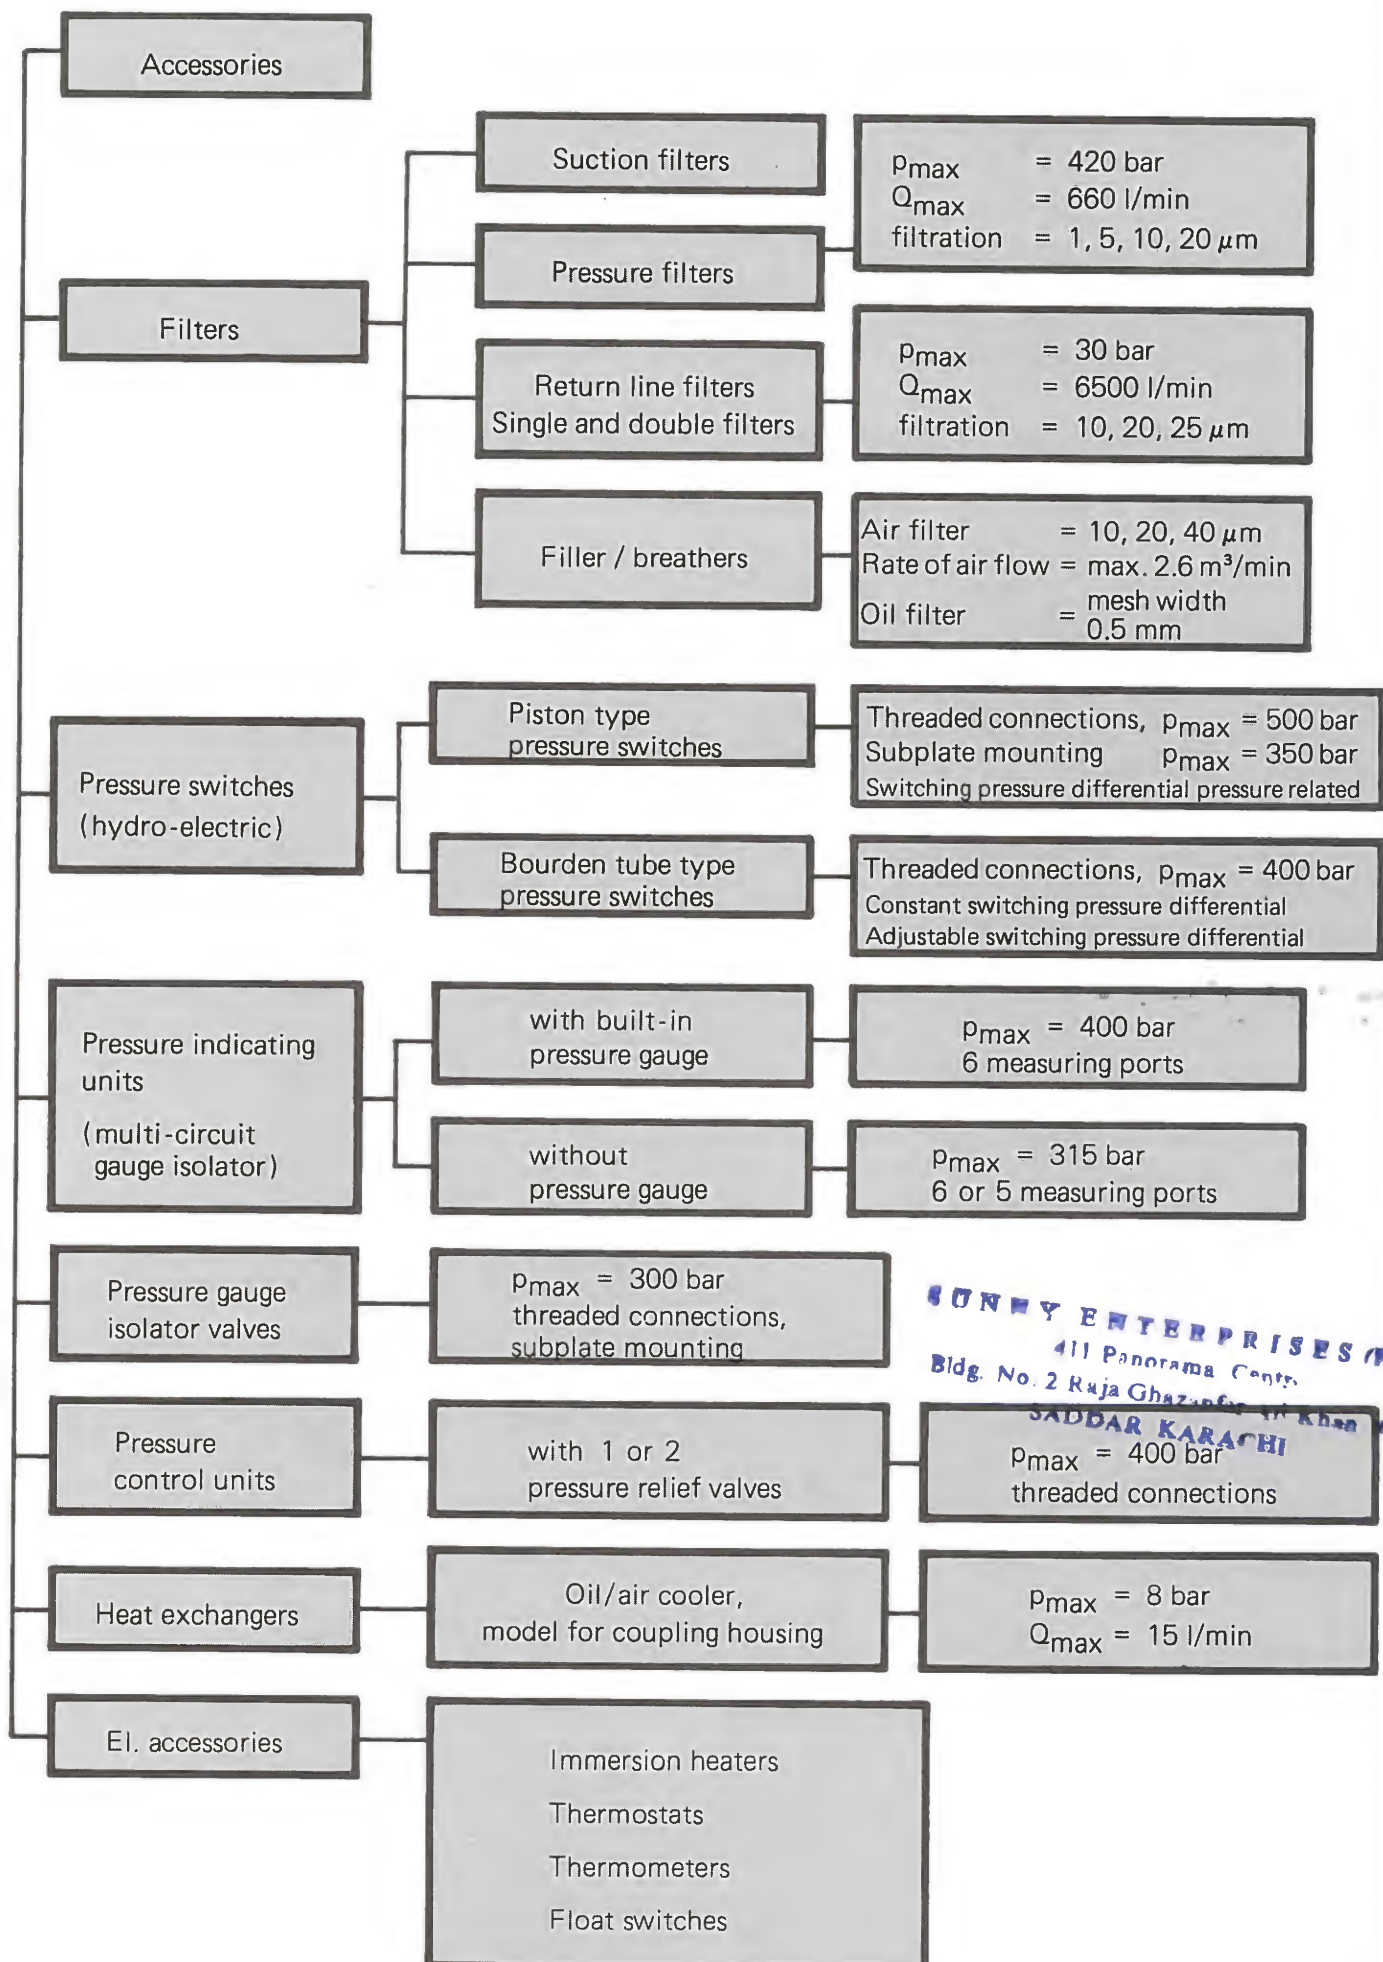 Accessories
Suction filters
pmax = 420 bar
Qmax = 660 l/min
filtration = 1, 5, 10, 20 μm
Pressure filters
Filters
Return line filters
Single and double filters
pmax = 30 bar
Qmax = 6500 l/min
filtration = 10, 20, 25 μm
Filler / breathers
Air filter = 10, 20, 40 μm
Rate of air flow = max. 2.6 m³/min
Oil filter = mesh width
0.5 mm
Pressure switches
(hydro-electric)
Piston type
pressure switches
Threaded connections, pmax = 500 bar
Subplate mounting pmax = 350 bar
Switching pressure differential pressure related
Bourden tube type
pressure switches
Threaded connections, pmax = 400 bar
Constant switching pressure differential
Adjustable switching pressure differential
Pressure indicating
units
(multi-circuit
gauge isolator)
with built-in
pressure gauge
pmax = 400 bar
6 measuring ports
without
pressure gauge
pmax = 315 bar
6 or 5 measuring ports
Pressure gauge
isolator valves
pmax = 300 bar
threaded connections,
subplate mounting
SUNNY ENTERPRISES
411 Panorama
Bldg. No. 2 Raja Khan
SADDAR KARACHI
Pressure
control units
with 1 or 2
pressure relief valves
pmax = 400 bar
threaded connections
Heat exchangers
Oil/air cooler,
model for coupling housing
pmax = 8 bar
Qmax = 15 l/min
El. accessories
Immersion heaters
Thermostats
Thermometers
Float switches